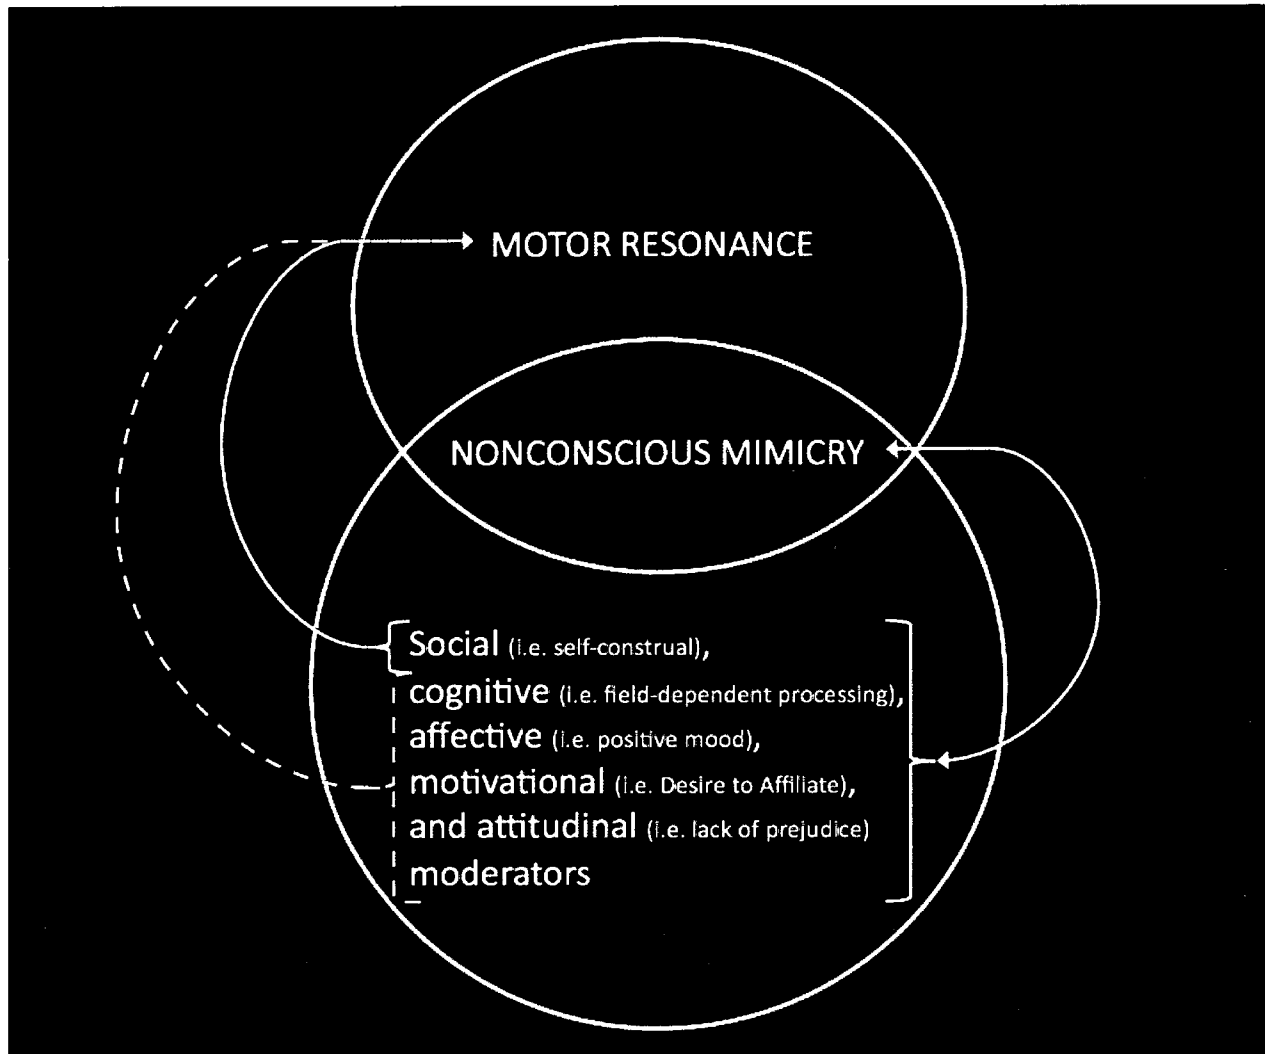 MOTOR RESONANCE
NONCONSCIOUS MIMICRY
Social (i.e. self-construal),
cognitive (i.e. field-dependent processing),
affective (i.e. positive mood),
motivational (i.e. Desire to Affiliate),
and attitudinal (i.e. lack of prejudice)
moderators